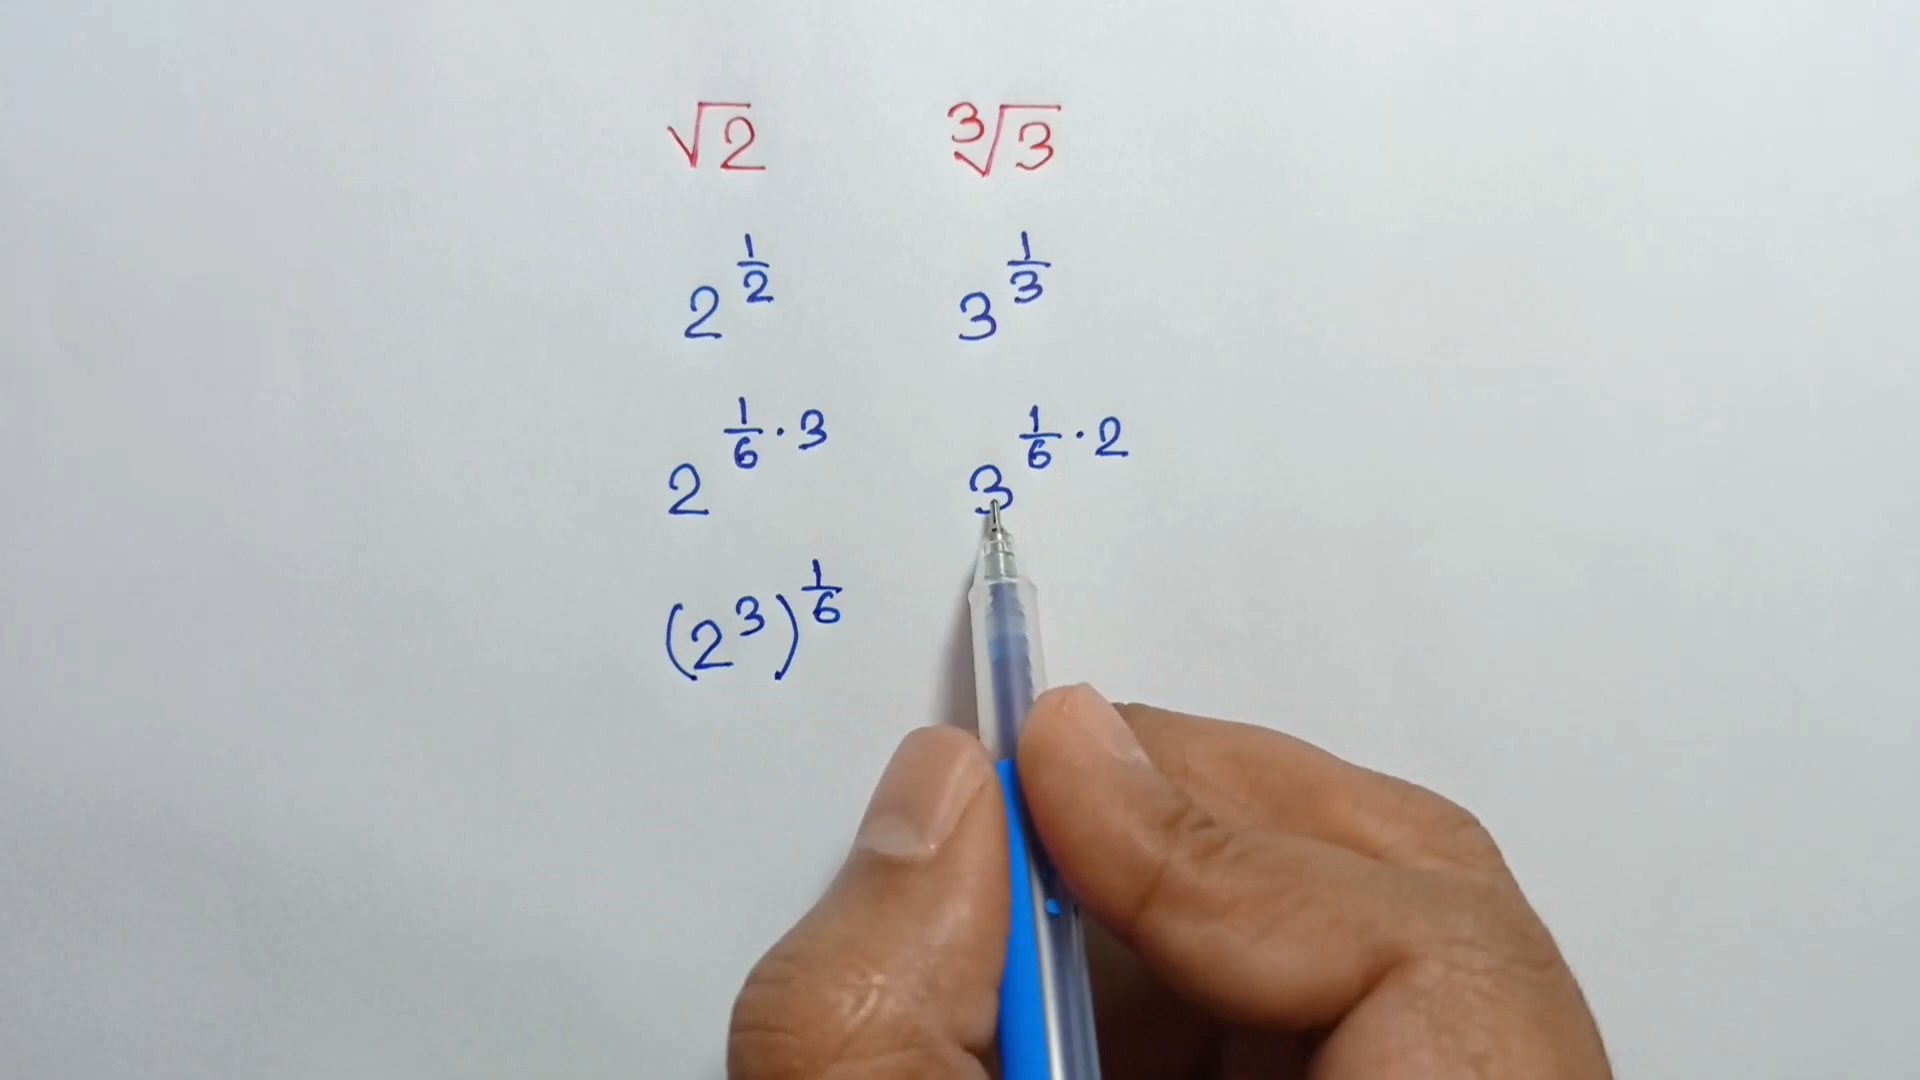 √2 ∛3
2^(1/2) 3^(1/3)
2^(1/6 · 3) 3^(1/6 · 2)
(2^3)^(1/6)